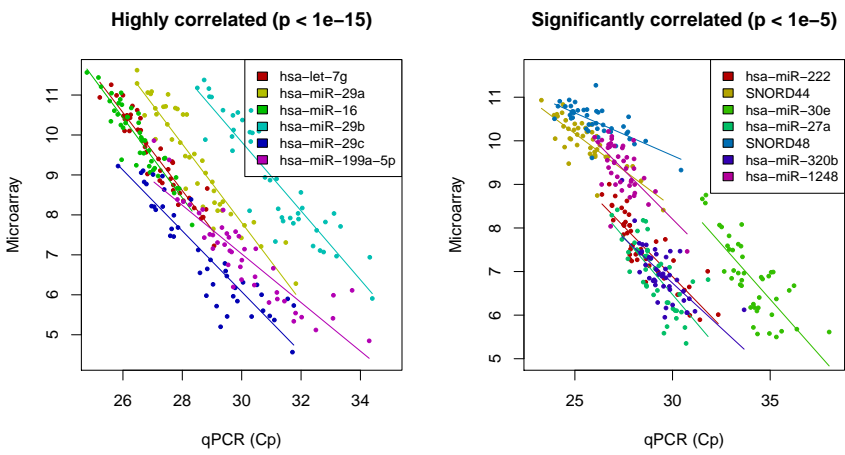 Highly correlated (p < 1e−15)
hsa−let−7g
hsa−miR−29a
hsa−miR−16
hsa−miR−29b
hsa−miR−29c
hsa−miR−199a−5p
Microarray
11
10
9
8
7
6
5
26 28 30 32 34
qPCR (Cp)
Significantly correlated (p < 1e−5)
hsa−miR−222
SNORD44
hsa−miR−30e
hsa−miR−27a
SNORD48
hsa−miR−320b
hsa−miR−1248
Microarray
11
10
9
8
7
6
5
25 30 35
qPCR (Cp)